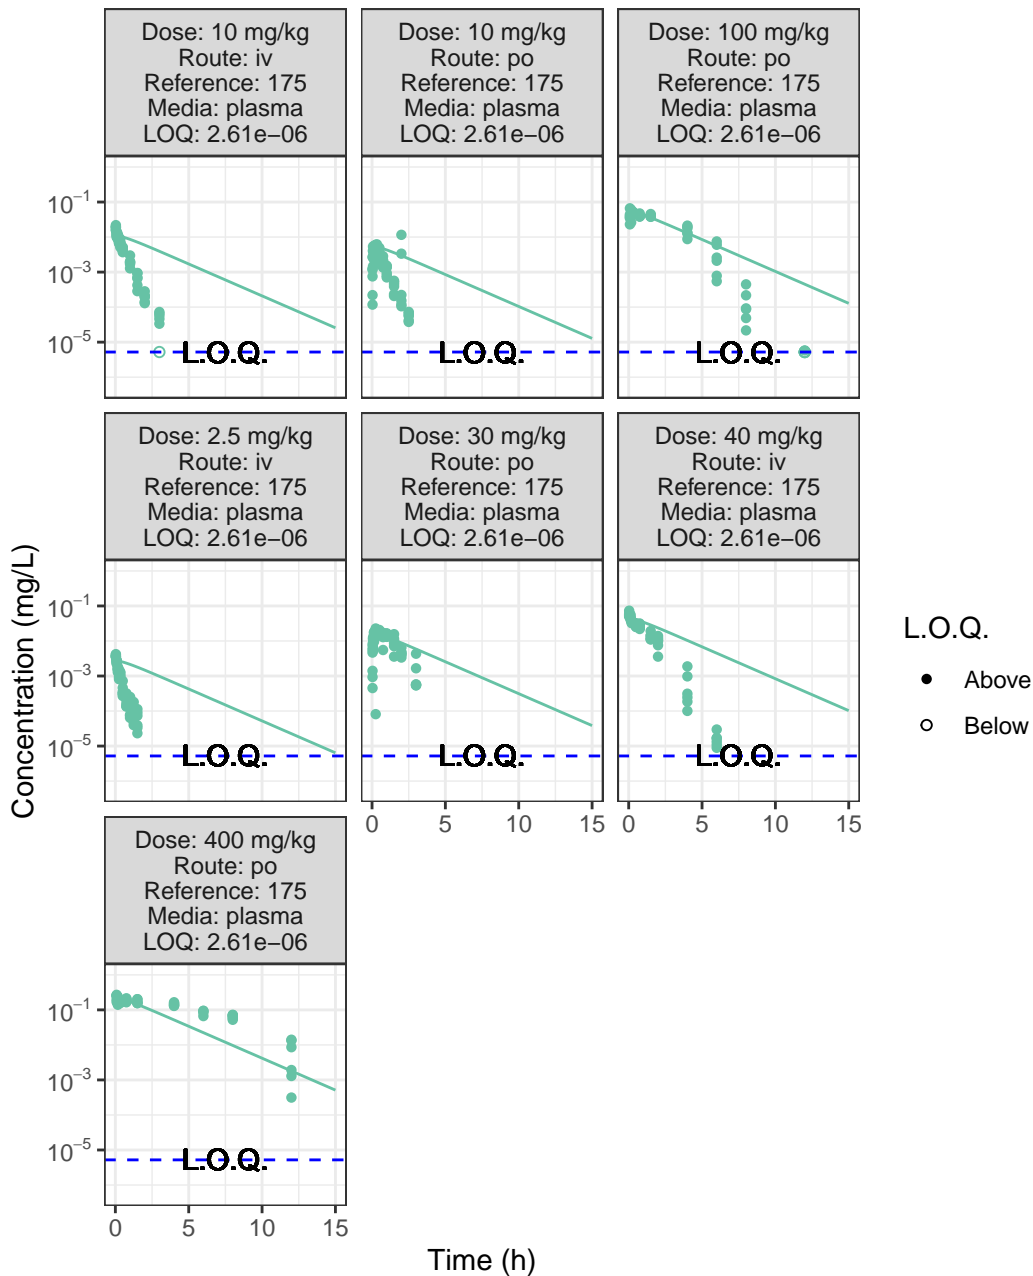 Dose: 10 mg/kg
Route: iv
Reference: 175
Media: plasma
LOQ: 2.61e−06
Dose: 10 mg/kg
Route: po
Reference: 175
Media: plasma
LOQ: 2.61e−06
Dose: 100 mg/kg
Route: po
Reference: 175
Media: plasma
LOQ: 2.61e−06
10⁻¹
10⁻³
10⁻⁵
L.O.Q.
L.O.Q.
L.O.Q.
Dose: 2.5 mg/kg
Route: iv
Reference: 175
Media: plasma
LOQ: 2.61e−06
Dose: 30 mg/kg
Route: po
Reference: 175
Media: plasma
LOQ: 2.61e−06
Dose: 40 mg/kg
Route: iv
Reference: 175
Media: plasma
LOQ: 2.61e−06
10⁻¹
10⁻³
10⁻⁵
L.O.Q.
L.O.Q.
L.O.Q.
0 5 10 15
0 5 10 15
Dose: 400 mg/kg
Route: po
Reference: 175
Media: plasma
LOQ: 2.61e−06
10⁻¹
10⁻³
10⁻⁵
L.O.Q.
0 5 10 15
Time (h)
Concentration (mg/L)
L.O.Q.
Above
Below